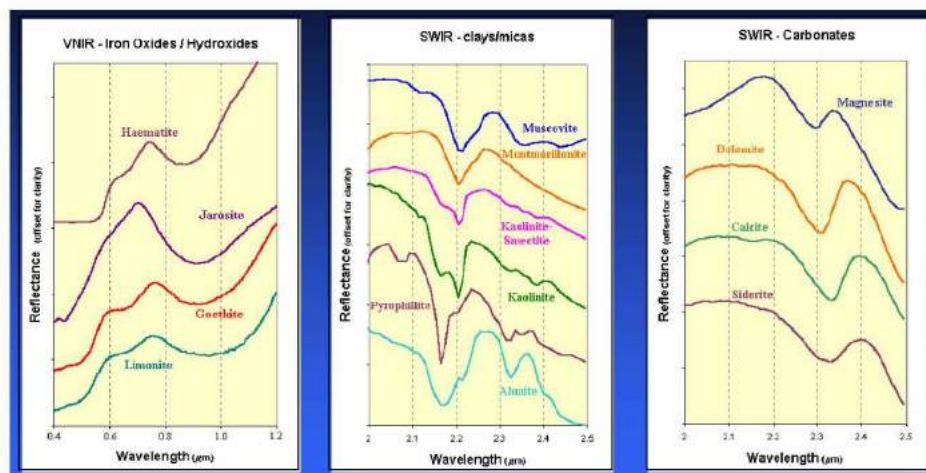 VNIR - Iron Oxides / Hydroxides
Reflectance (offset for clarity)
Haematite
Jarosite
Goethite
Limonite
0.4 0.6 0.8 1.0 1.2
Wavelength (µm)
SWIR - clays/micas
Reflectance (offset for clarity)
Muscovite
Montmorillonite
Kaolinite-
Smectite
Kaolinite
Pyrophillite
Alunite
2 2.1 2.2 2.3 2.4 2.5
Wavelength (µm)
SWIR - Carbonates
Reflectance (offset for clarity)
Magnesite
Dolomite
Calcite
Siderite
2 2.1 2.2 2.3 2.4 2.5
Wavelength (µm)